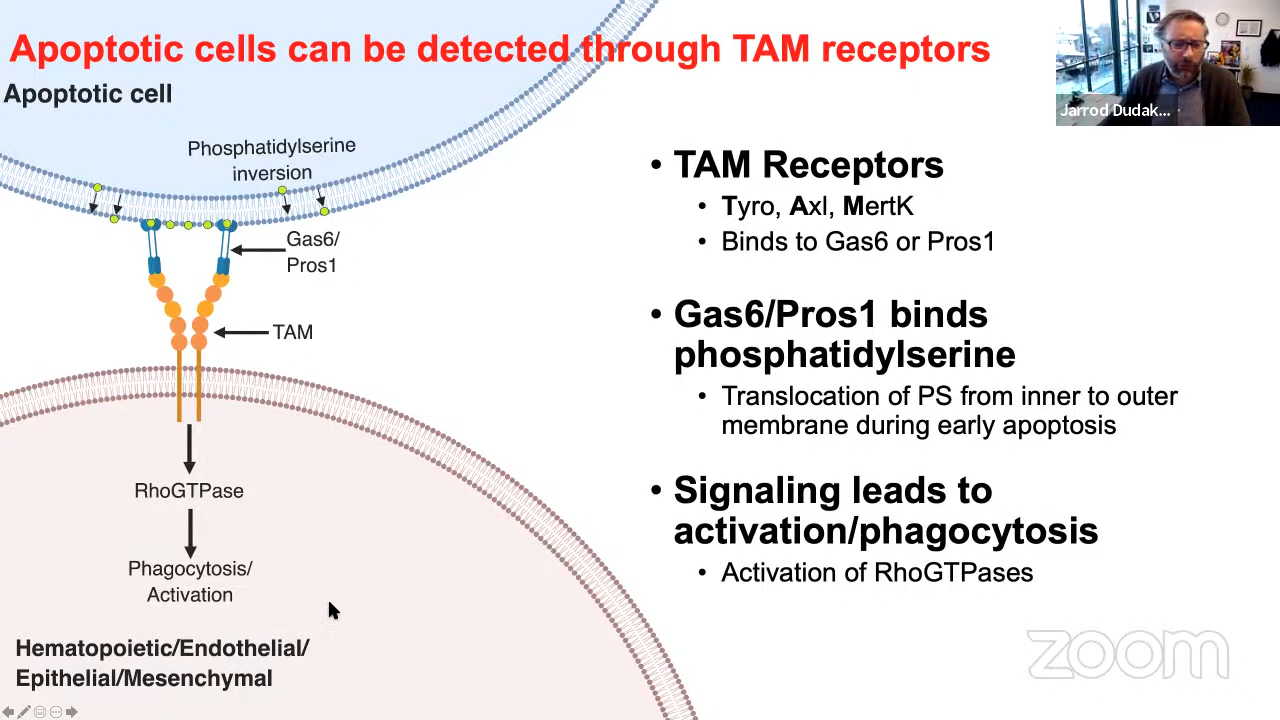 Apoptotic cells can be detected through TAM receptors
Apoptotic cell
Phosphatidylserine
inversion
Gas6/
Pros1
TAM
RhoGTPase
Phagocytosis/
Activation
Hematopoietic/Endothelial/
Epithelial/Mesenchymal
• TAM Receptors
• Tyro, Axl, MertK
• Binds to Gas6 or Pros1
• Gas6/Pros1 binds
phosphatidylserine
• Translocation of PS from inner to outer
membrane during early apoptosis
• Signaling leads to
activation/phagocytosis
• Activation of RhoGTPases
Jarrod Dudak...
zoom